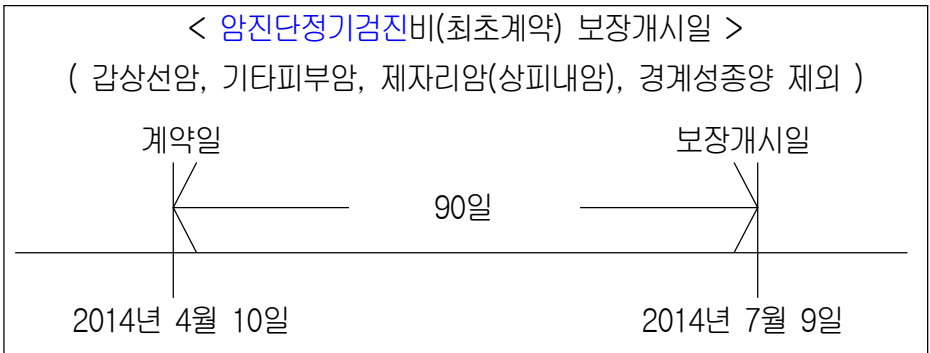 < 암진단정기검진비(최초계약) 보장개시일 >
( 갑상선암, 기타피부암, 제자리암(상피내암), 경계성종양 제외 )
계약일 보장개시일
90일
2014년 4월 10일 2014년 7월 9일